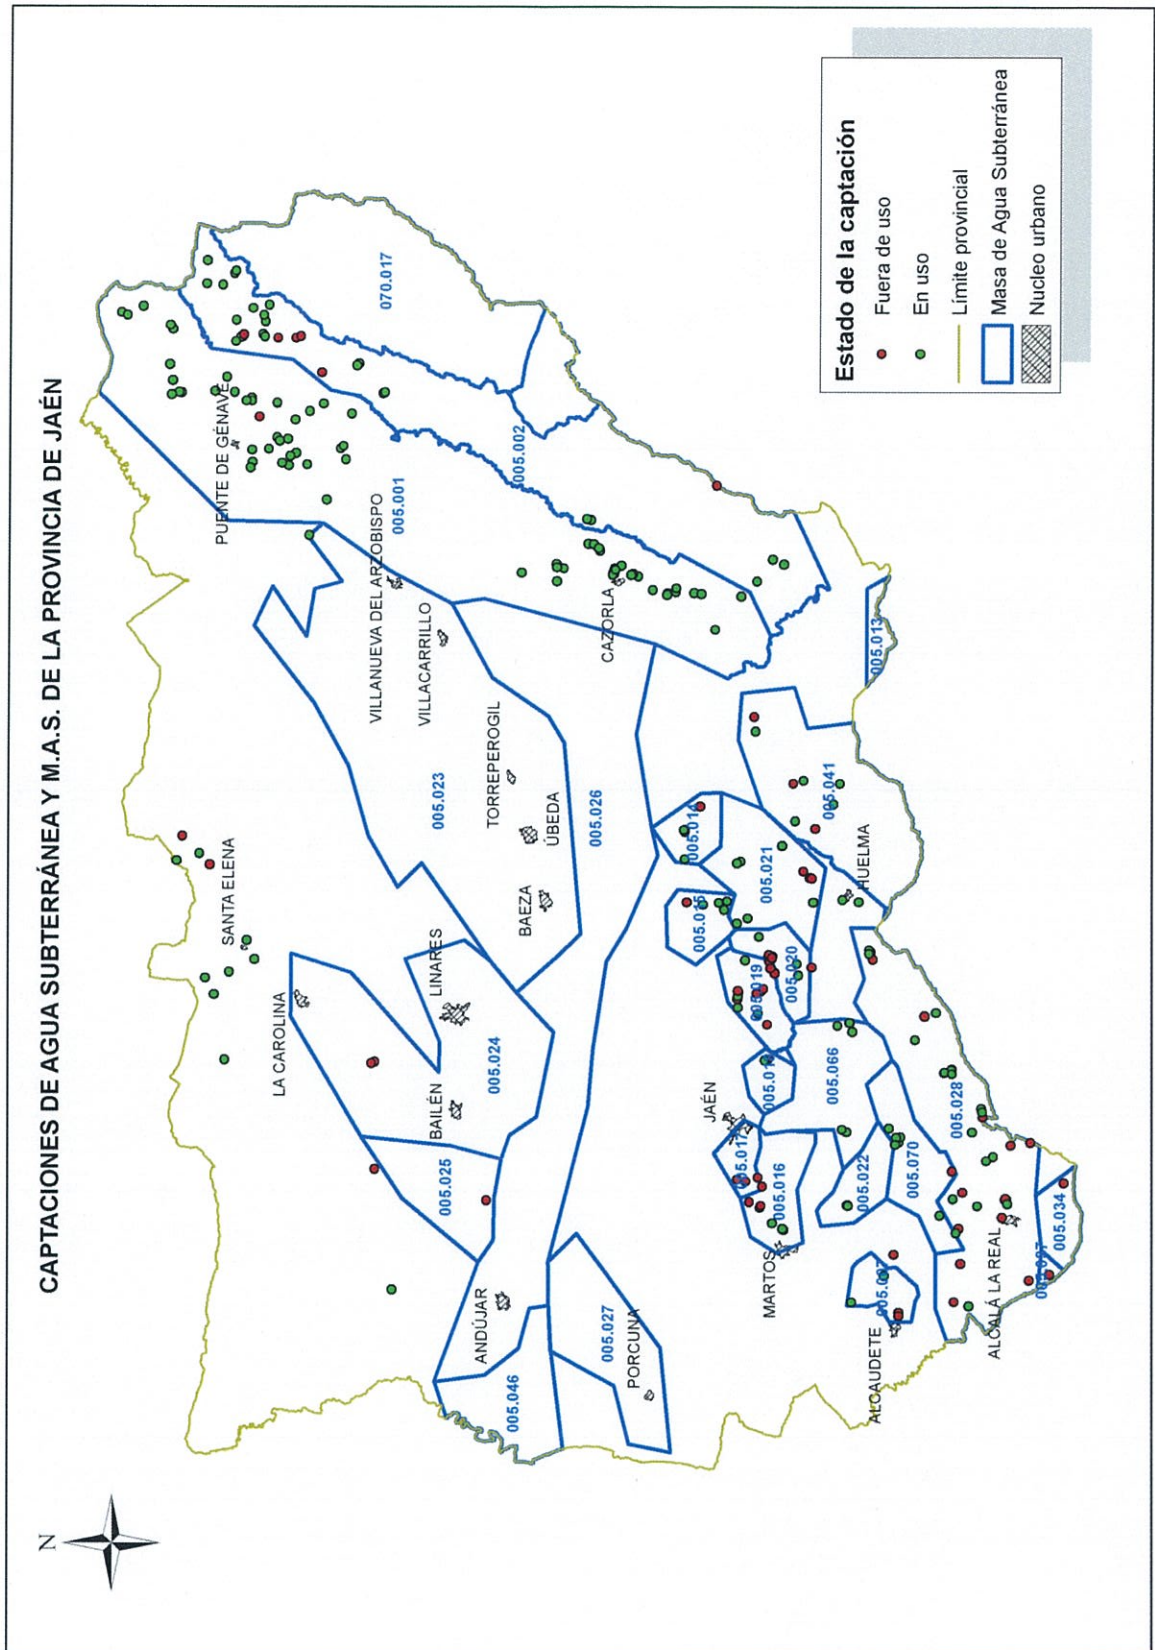 CAPTACIONES DE AGUA SUBTERRÁNEA Y M.A.S. DE LA PROVINCIA DE JAÉN
N
PUENTE DE GÉNAVE
070.017
005.002
005.001
VILLANUEVA DEL ARZOBISPO
VILLACARRILLO
CAZORLA
005.013
SANTA ELENA
LA CAROLINA
005.023
TORREPEROGIL
ÚBEDA
BAEZA
005.026
LINARES
005.024
BAILÉN
005.025
ANDÚJAR
005.046
005.027
PORCUNA
005.041
HUELMA
005.014
005.021
005.015
005.019
005.020
JAÉN
005.066
005.017
005.016
MARTOS
005.022
005.070
005.028
ALCAUDETE
ALCALÁ LA REAL
005.034
Estado de la captación
Fuera de uso
En uso
Límite provincial
Masa de Agua Subterránea
Nucleo urbano